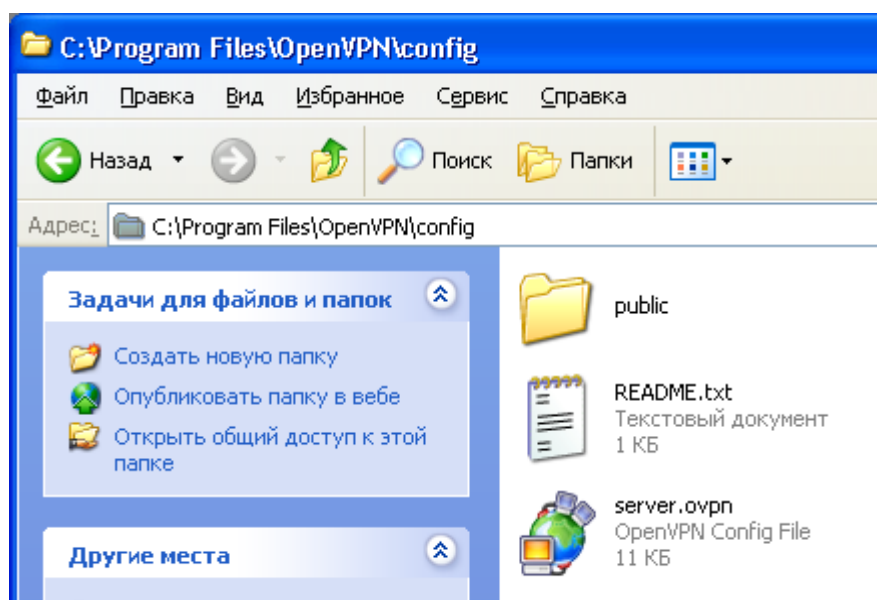 C:\Program Files\OpenVPN\config
Файл Правка Вид Избранное Сервис Справка
Назад Поиск Папки
Адрес: C:\Program Files\OpenVPN\config
Задачи для файлов и папок
Создать новую папку
Опубликовать папку в вебе
Открыть общий доступ к этой
папке
Другие места
public
README.txt
Текстовый документ
1 КБ
server.ovpn
OpenVPN Config File
11 КБ